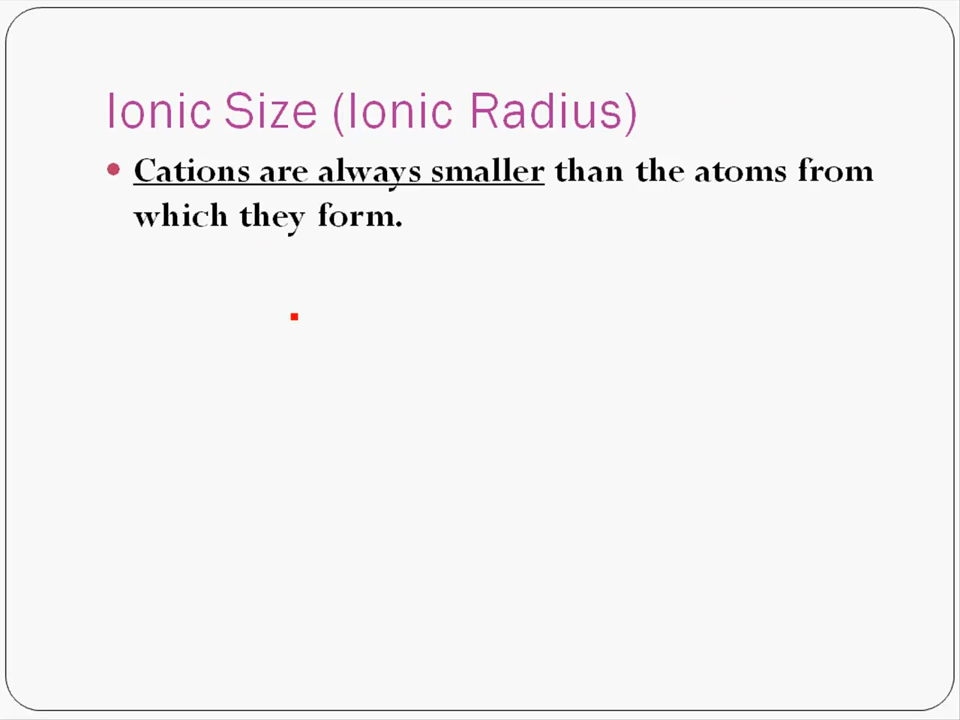 Ionic Size (Ionic Radius)
• Cations are always smaller than the atoms from
which they form.